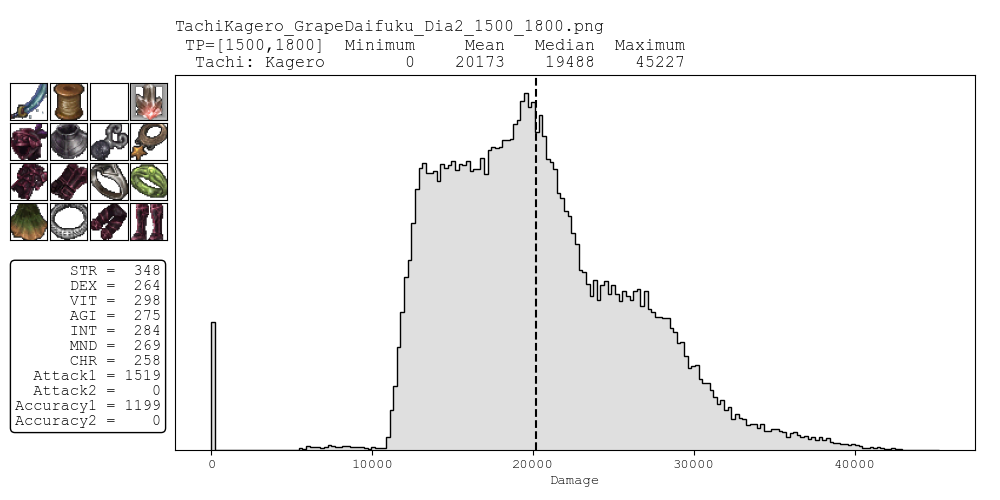 TachiKagero_GrapeDaifuku_Dia2_1500_1800.png
TP=[1500,1800] Minimum Mean Median Maximum
Tachi: Kagero 0 20173 19488 45227
STR = 348
DEX = 264
VIT = 298
AGI = 275
INT = 284
MND = 269
CHR = 258
Attack1 = 1519
Attack2 = 0
Accuracy1 = 1199
Accuracy2 = 0
0 10000 20000 30000 40000
Damage